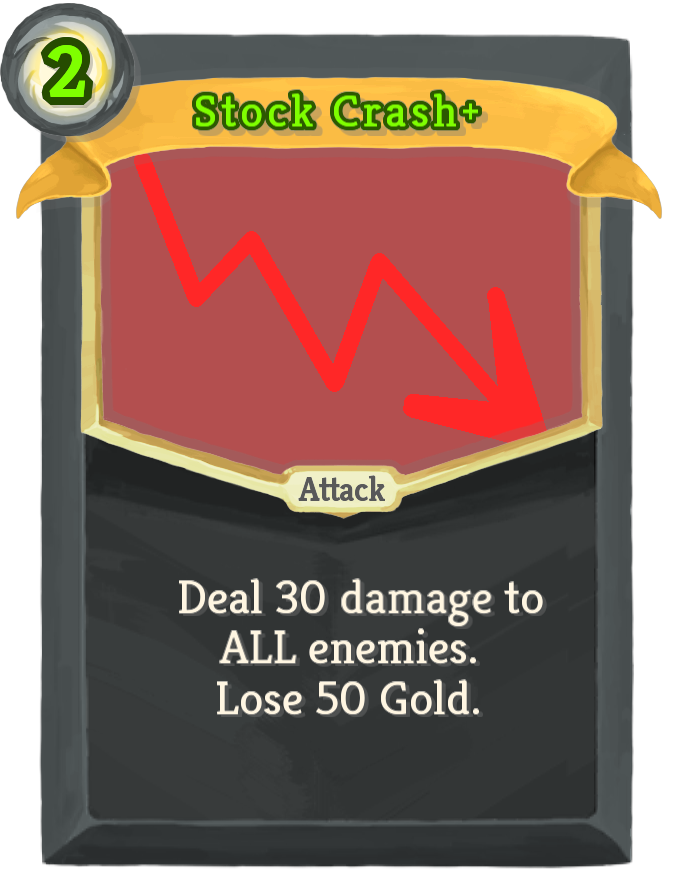 2
Stock Crash+
Attack
Deal 30 damage to
ALL enemies.
Lose 50 Gold.